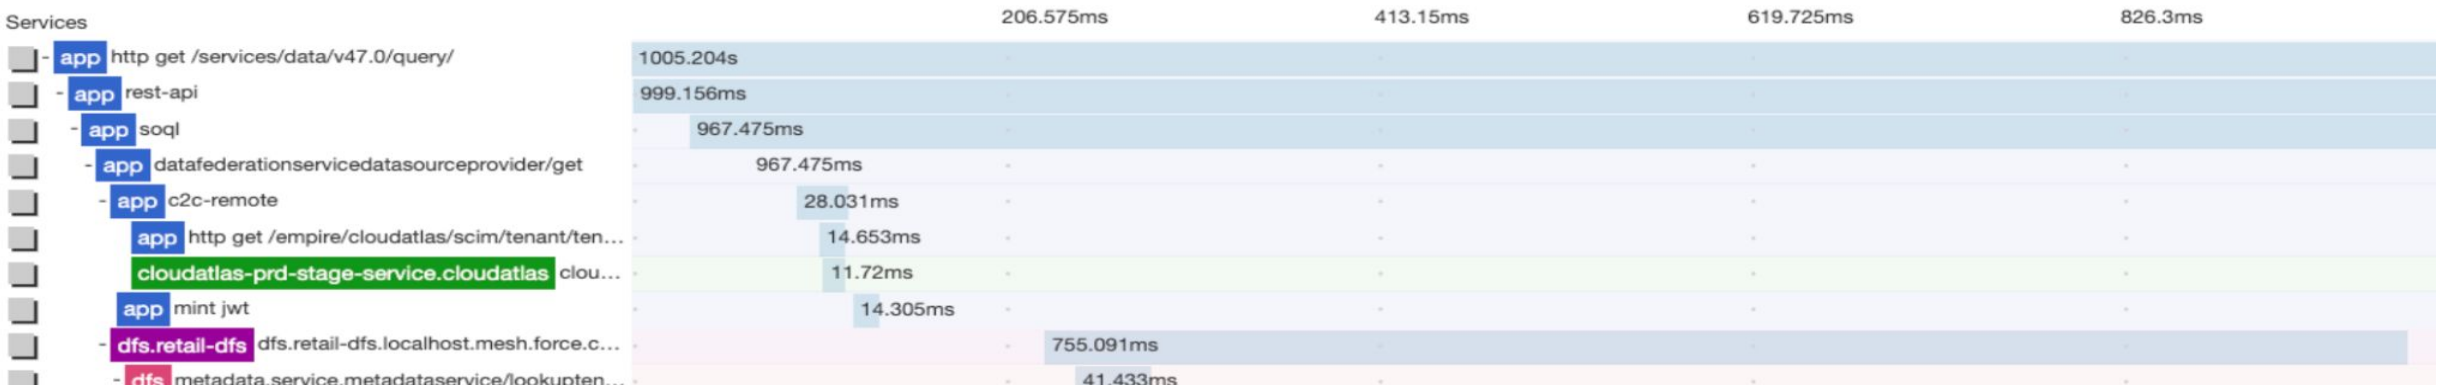 Services 206.575ms 413.15ms 619.725ms 826.3ms
- app http get /services/data/v47.0/query/ 1005.204s
- app rest-api 999.156ms
- app soql 967.475ms
- app datafederationservicedatasourceprovider/get 967.475ms
- app c2c-remote 28.031ms
app http get /empire/cloudatlas/scim/tenant/ten... 14.653ms
cloudatlas-prd-stage-service.cloudatlas clou... 11.72ms
app mint jwt 14.305ms
- dfs.retail-dfs dfs.retail-dfs.localhost.mesh.force.c... 755.091ms
- dfs metadata.service.metadataservice/lookupten... 41.433ms